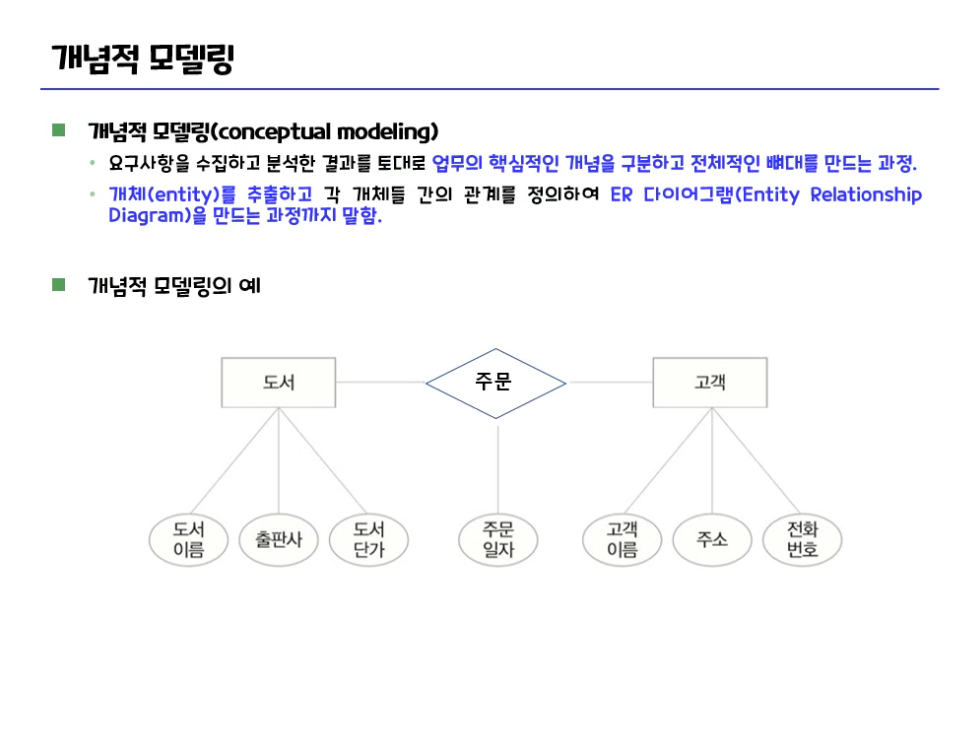 개념적 모델링
개념적 모델링(conceptual modeling)
요구사항을 수집하고 분석한 결과를 토대로 업무의 핵심적인 개념을 구분하고 전체적인 뼈대를 만드는 과정.
개체(entity)를 추출하고 각 개체들 간의 관계를 정의하여 ER 다이어그램(Entity Relationship
Diagram)을 만드는 과정까지 말함.
개념적 모델링의 예
도서
주문
고객
도서
이름
출판사
도서
단가
주문
일자
고객
이름
주소
전화
번호